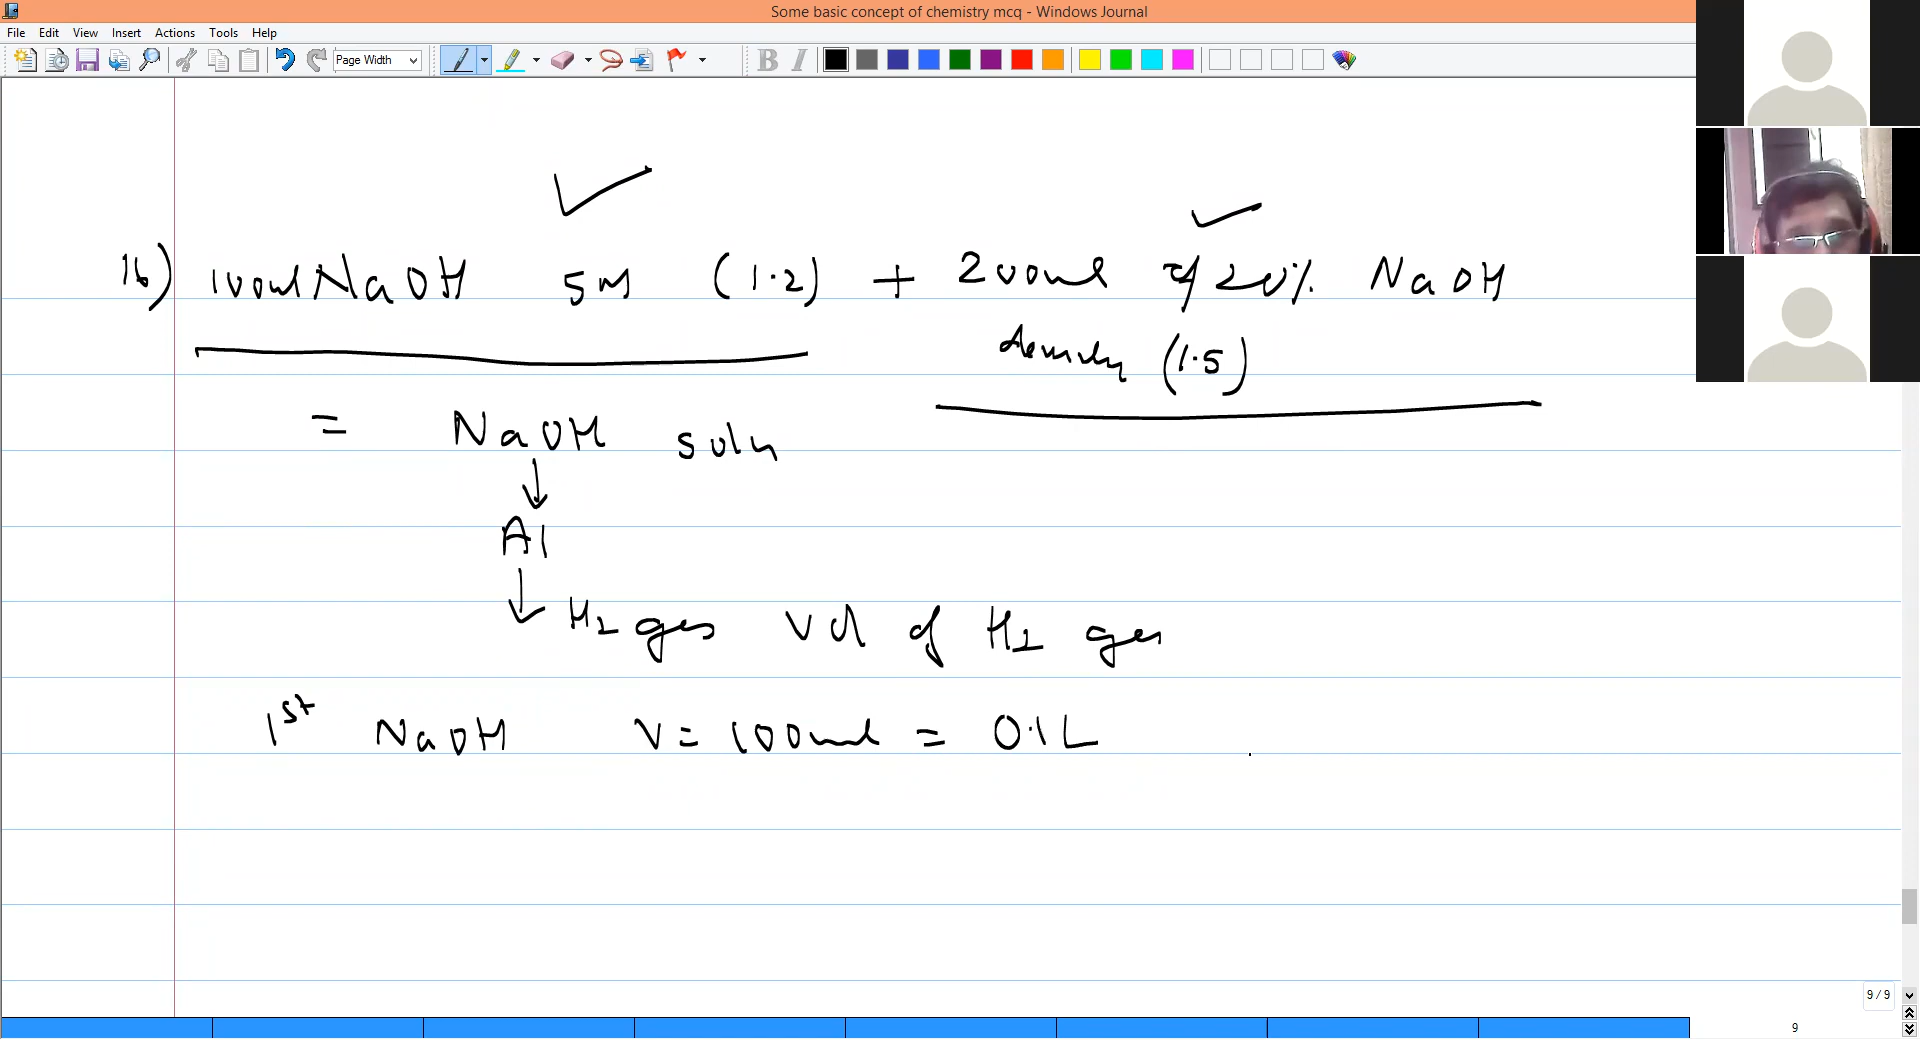 Some basic concept of chemistry mcq - Windows Journal
File Edit View Insert Actions Tools Help
Page Width
B I
16) 100ml NaOH 5M (1.2) + 200ml of 20% NaOH
density (1.5)
= NaOH soln
↓
Al
↓ H2 gas Vol of H2 gas
1st NaOH V = 100ml = 0.1L
9 / 9
9